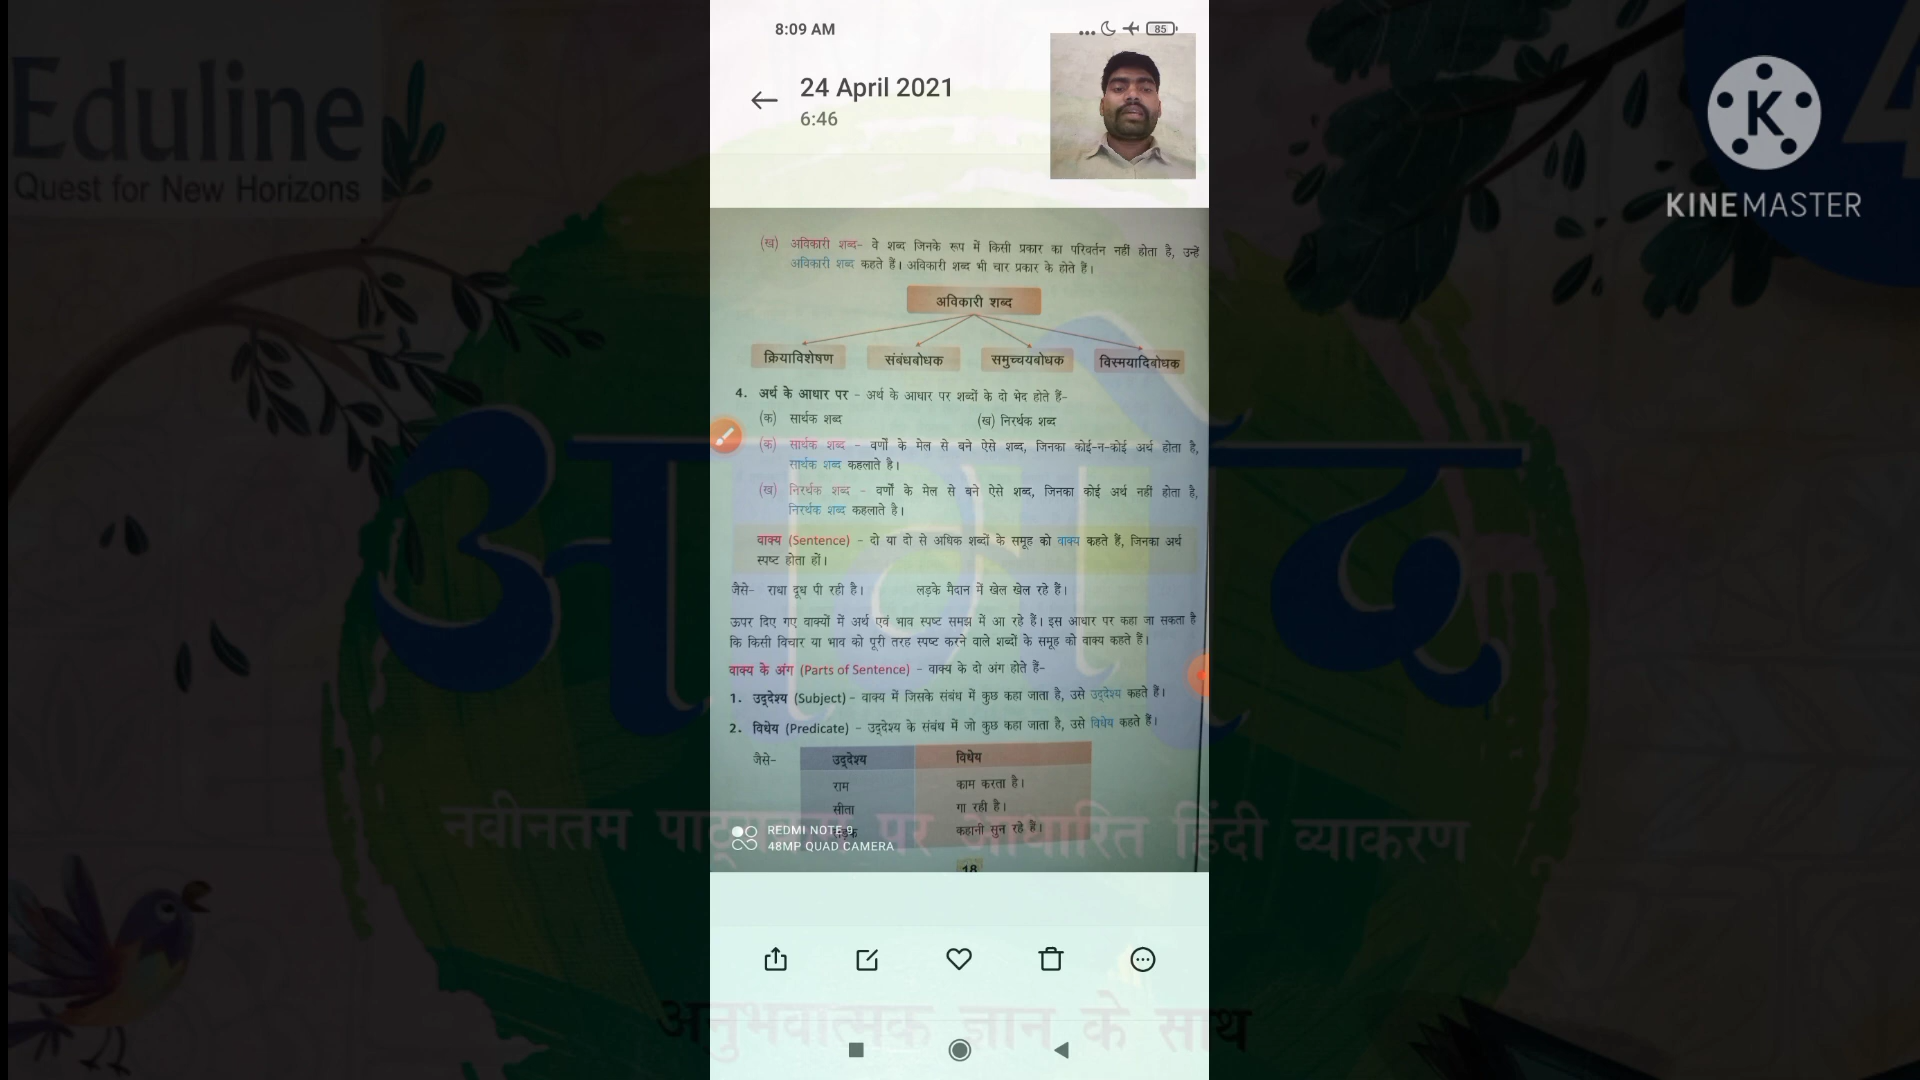 Eduline
Quest for New Horizons
8:09 AM
85
24 April 2021
6:46
K
KINEMASTER
4
(ख) अविकारी शब्द- वे शब्द जिनके रूप में किसी प्रकार का परिवर्तन नहीं होता है, उन्हें
अविकारी शब्द कहते हैं। अविकारी शब्द भी चार प्रकार के होते हैं।
अविकारी शब्द
क्रियाविशेषण संबंधबोधक समुच्चयबोधक विस्मयादिबोधक
4. अर्थ के आधार पर - अर्थ के आधार पर शब्दों के दो भेद होते हैं-
(क) सार्थक शब्द (ख) निरर्थक शब्द
(क) सार्थक शब्द - वर्णों के मेल से बने ऐसे शब्द, जिनका कोई-न-कोई अर्थ होता है,
सार्थक शब्द कहलाते है।
(ख) निरर्थक शब्द - वर्णों के मेल से बने ऐसे शब्द, जिनका कोई अर्थ नहीं होता है,
निरर्थक शब्द कहलाते है।
वाक्य (Sentence) - दो या दो से अधिक शब्दों के समूह को वाक्य कहते हैं, जिनका अर्थ
स्पष्ट होता हों।
जैसे- राधा दूध पी रही है। लड़के मैदान में खेल खेल रहे हैं।
ऊपर दिए गए वाक्यों में अर्थ एवं भाव स्पष्ट समझ में आ रहे हैं। इस आधार पर कहा जा सकता है
कि किसी विचार या भाव को पूरी तरह स्पष्ट करने वाले शब्दों के समूह को वाक्य कहते हैं।
वाक्य के अंग (Parts of Sentence) - वाक्य के दो अंग होते हैं-
1. उद्देश्य (Subject) - वाक्य में जिसके संबंध में कुछ कहा जाता है, उसे उद्देश्य कहते हैं।
2. विधेय (Predicate) - उद्देश्य के संबंध में जो कुछ कहा जाता है, उसे विधेय कहते हैं।
जैसे- उद्देश्य विधेय
राम काम करता है।
सीता गा रही है।
कहानी सुन रहे हैं।
REDMI NOTE 9
48MP QUAD CAMERA
18
नवीनतम पाठ्यक्रम पर आधारित हिंदी व्याकरण
अनुभवात्मक ज्ञान के साथ